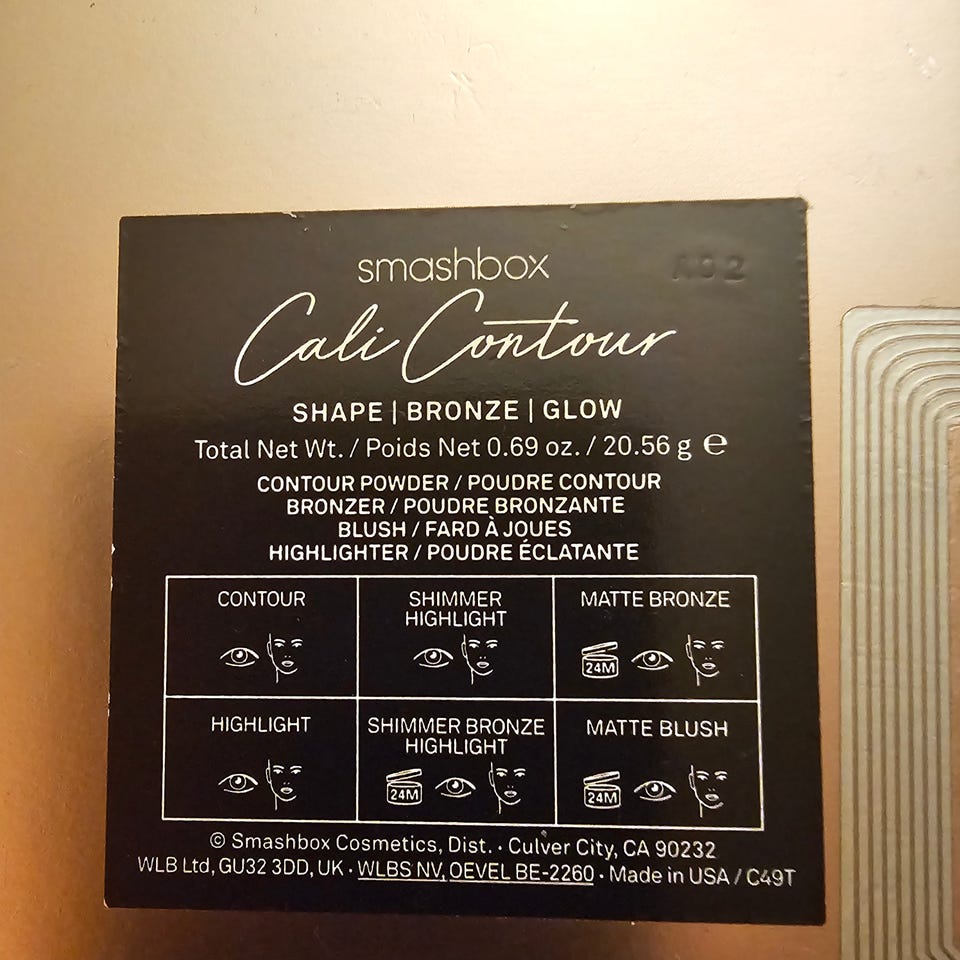 smashbox
Cali Contour
SHAPE | BRONZE | GLOW
Total Net Wt. / Poids Net 0.69 oz. / 20.56 g ℮
CONTOUR POWDER / POUDRE CONTOUR
BRONZER / POUDRE BRONZANTE
BLUSH / FARD À JOUES
HIGHLIGHTER / POUDRE ÉCLATANTE
CONTOUR
SHIMMER
HIGHLIGHT
MATTE BRONZE
24M
HIGHLIGHT
SHIMMER BRONZE
HIGHLIGHT
24M
MATTE BLUSH
24M
© Smashbox Cosmetics, Dist. · Culver City, CA 90232
WLB Ltd, GU32 3DD, UK · WLBS NV, OEVEL BE-2260 · Made in USA / C49T